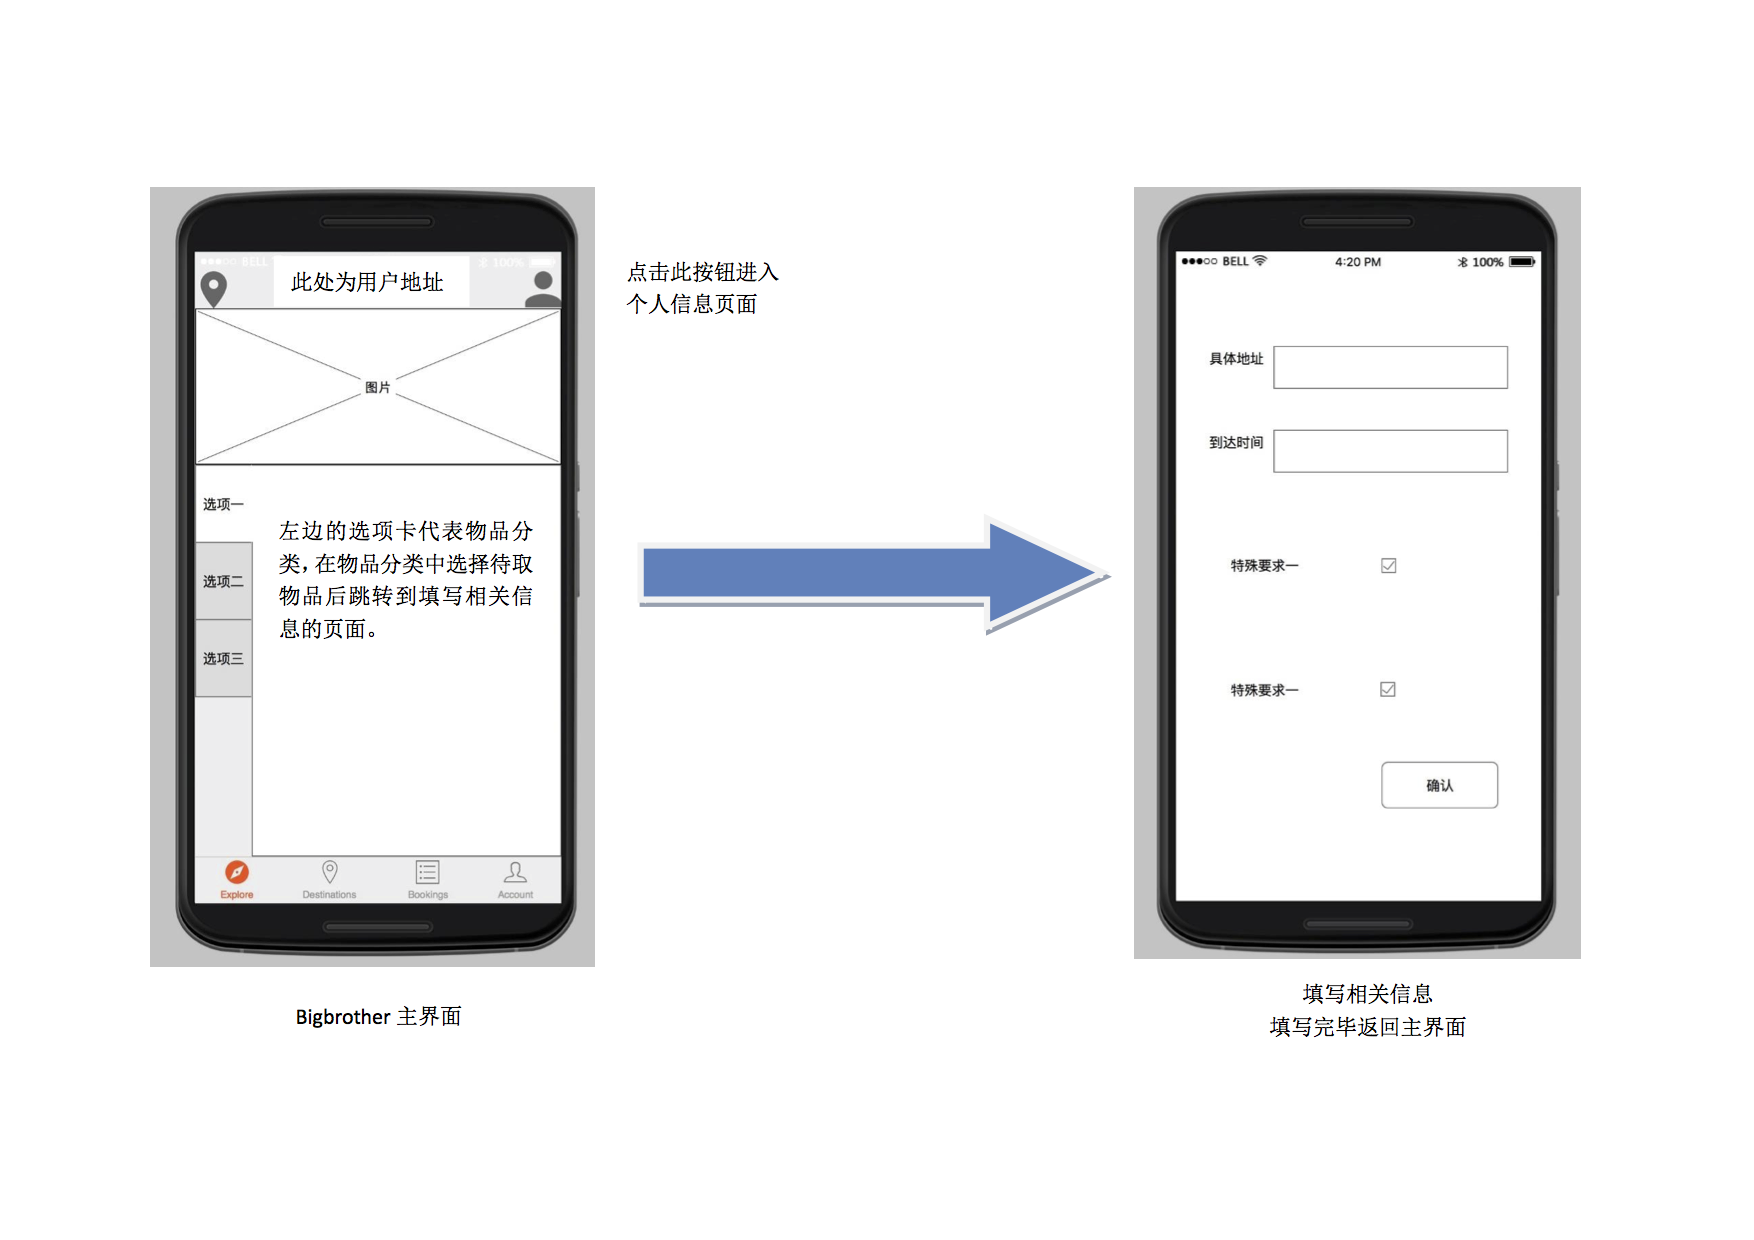 BELL
100%
此处为用户地址
图片
选项一
选项二
选项三
左边的选项卡代表物品分
类,在物品分类中选择待取
物品后跳转到填写相关信
息的页面。
Explore
Destinations
Bookings
Account
Bigbrother 主界面
点击此按钮进入
个人信息页面
BELL
4:20 PM
100%
具体地址
到达时间
特殊要求一
特殊要求一
确认
填写相关信息
填写完毕返回主界面